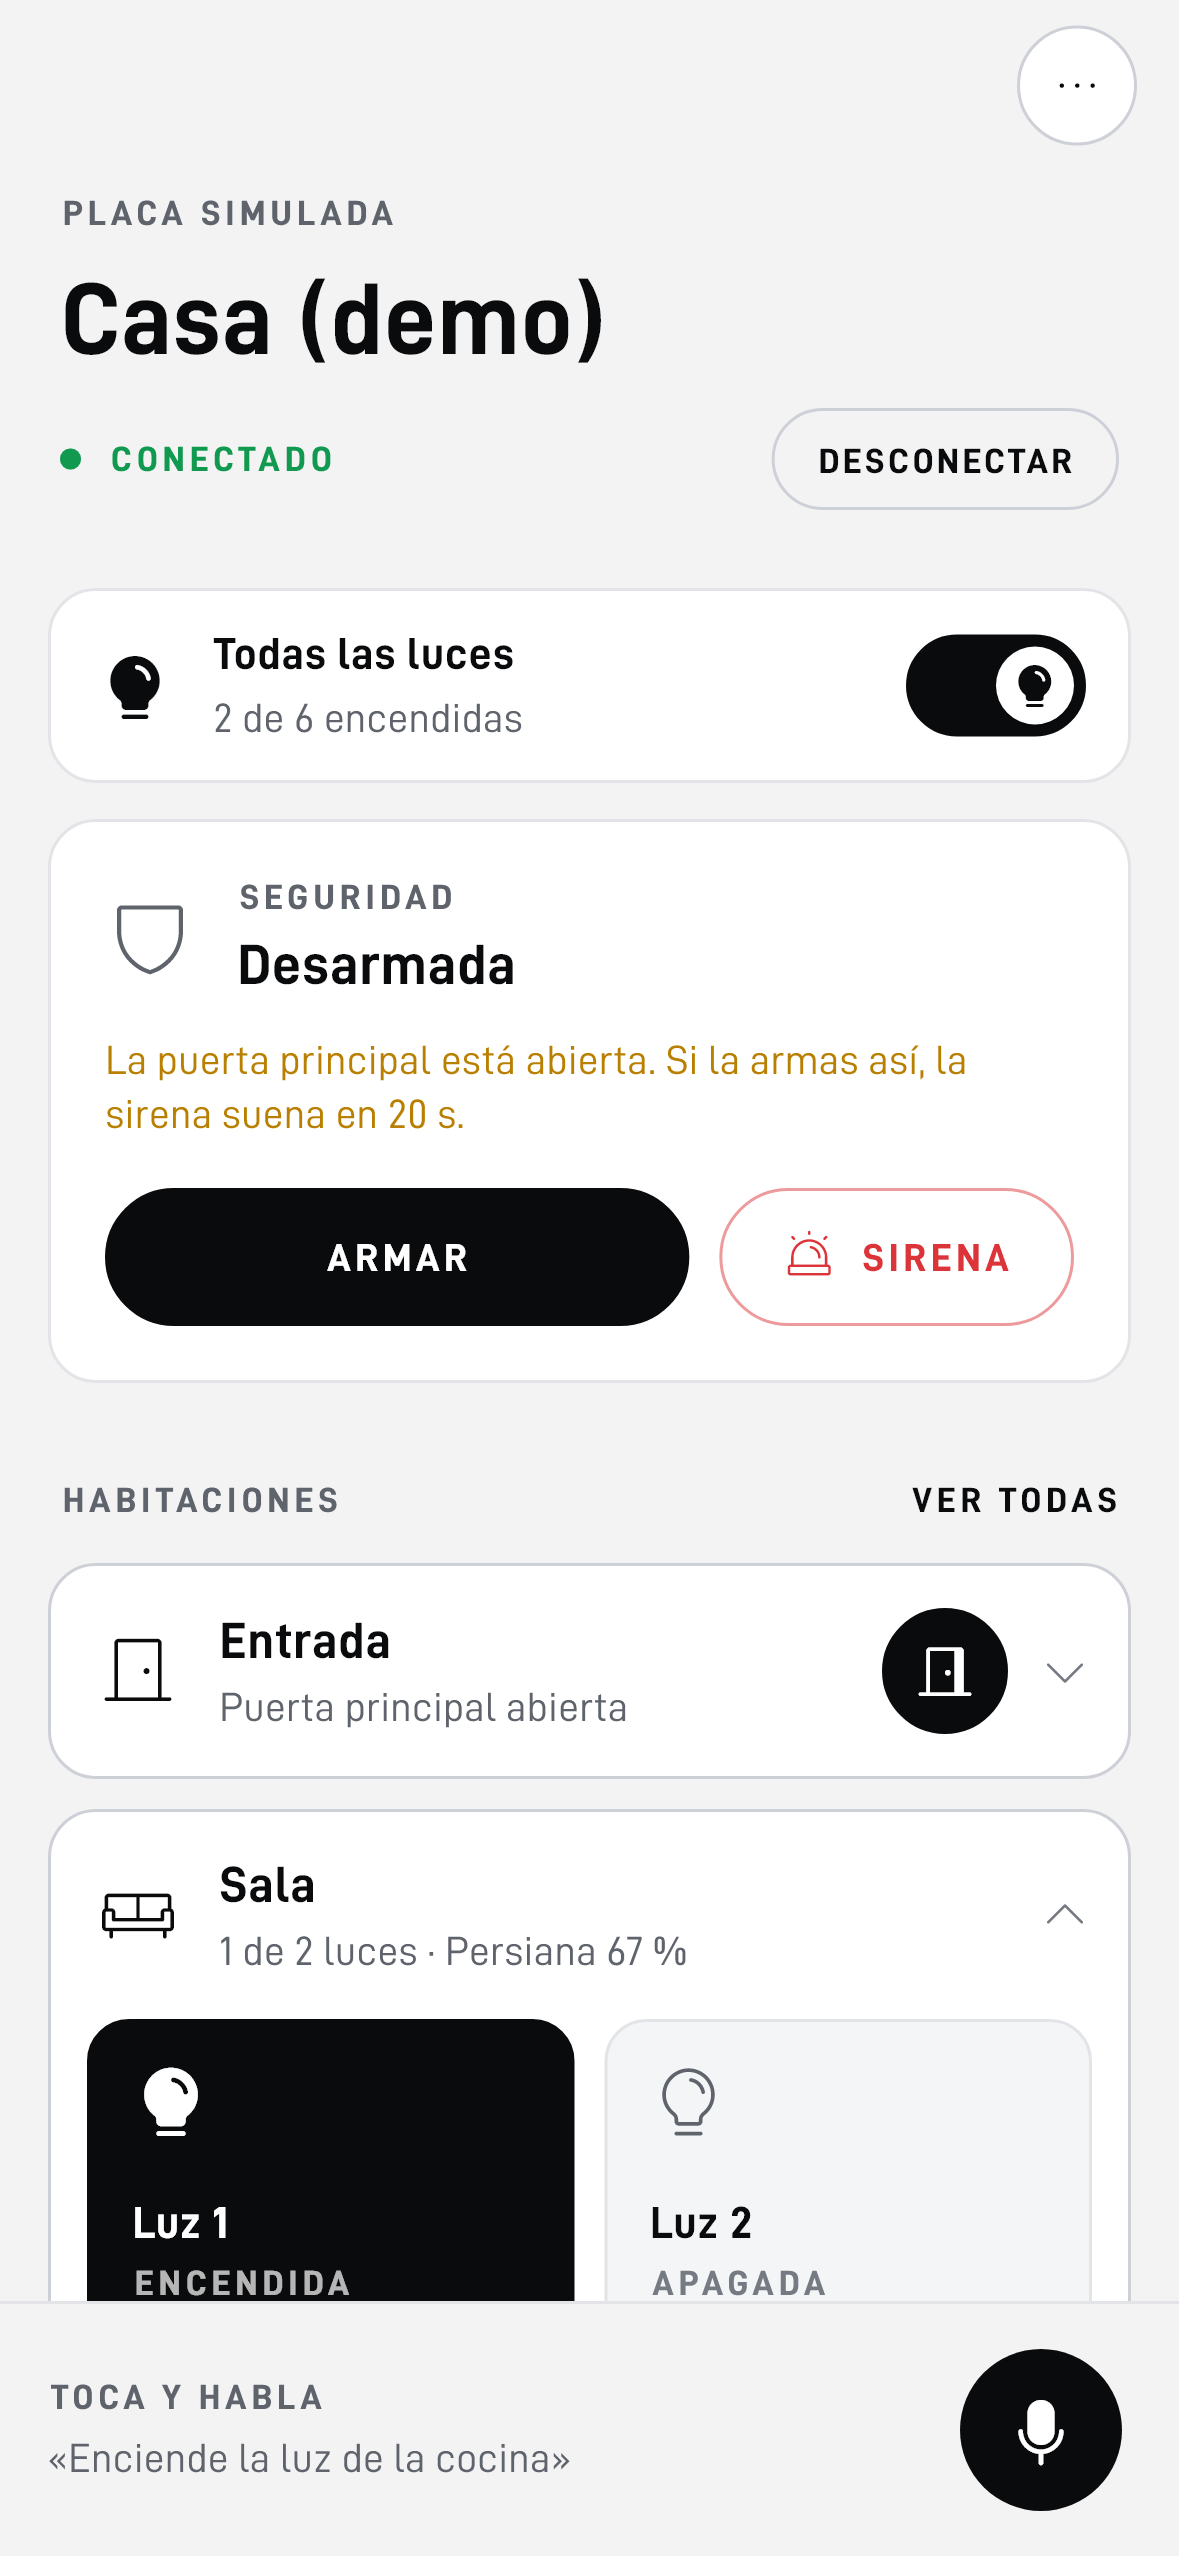 PLACA SIMULADA
Casa (demo)
CONECTADO
DESCONECTAR
Todas las luces
2 de 6 encendidas
SEGURIDAD
Desarmada
La puerta principal está abierta. Si la armas así, la
sirena suena en 20 s.
ARMAR
SIRENA
HABITACIONES
VER TODAS
Entrada
Puerta principal abierta
Sala
1 de 2 luces · Persiana 67 %
Luz 1
ENCENDIDA
Luz 2
APAGADA
TOCA Y HABLA
«Enciende la luz de la cocina»